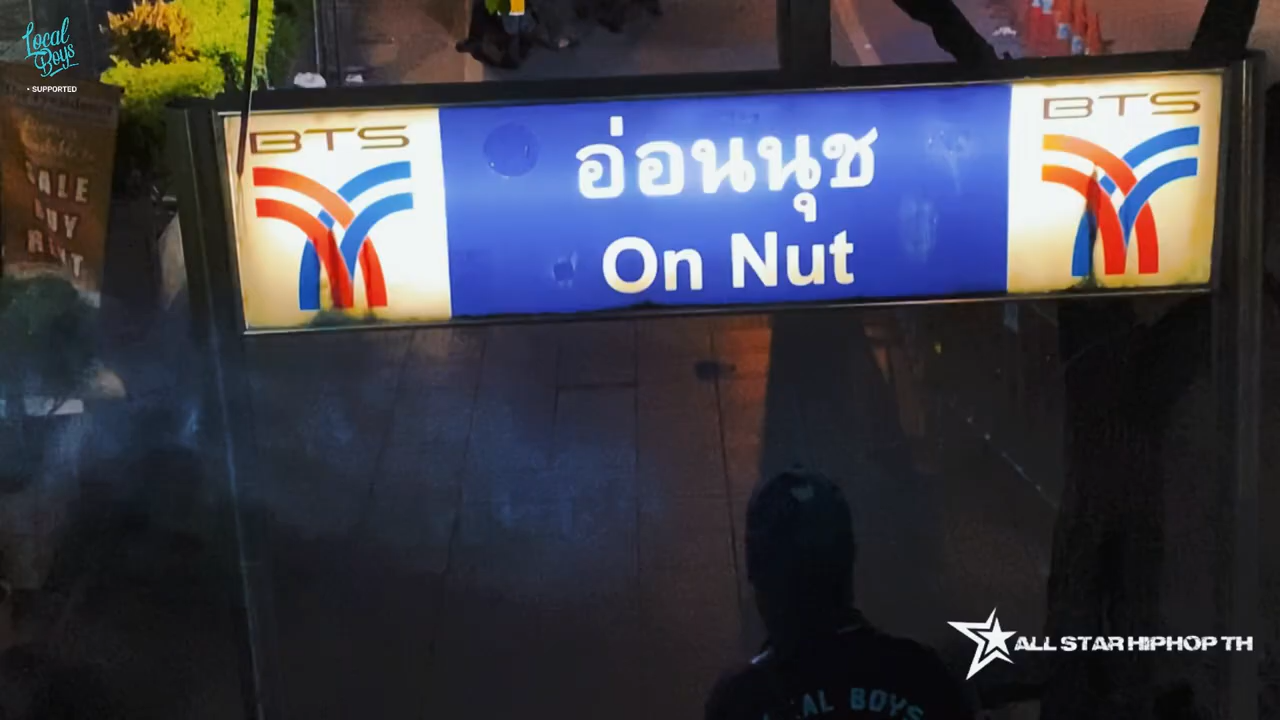 Local
Boys
• SUPPORTED
BTS
อ่อนนุช
On Nut
BTS
SALE
BUY
RENT
AL BOYS
ALL STAR HIPHOP TH